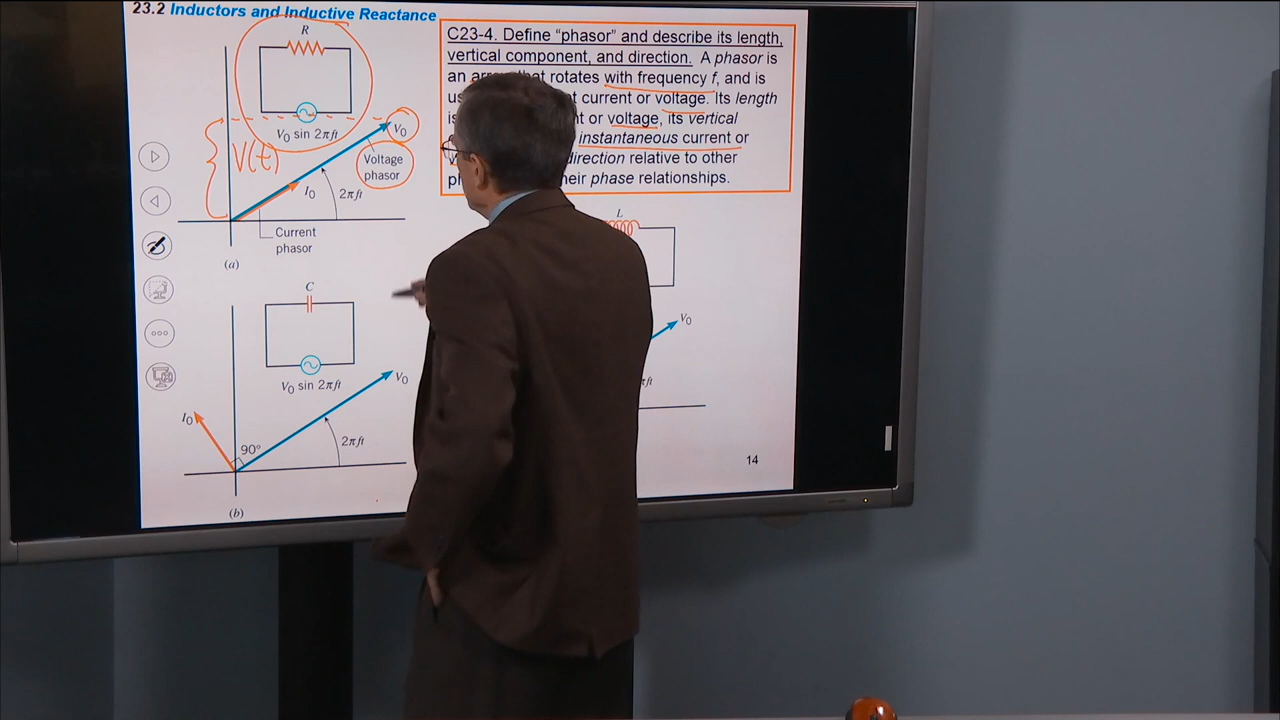 23.2 Inductors and Inductive Reactance
C23-4. Define "phasor" and describe its length,
vertical component, and direction. A phasor is
an that rotates with frequency f, and is
current or voltage. Its length
or voltage, its vertical
instantaneous current or
direction relative to other
their phase relationships.
R
V0 sin 2πft
V0
V(t)
Voltage
phasor
I0
2πft
Current
phasor
(a)
C
V0 sin 2πft
V0
I0
90°
2πft
(b)
L
V0
14